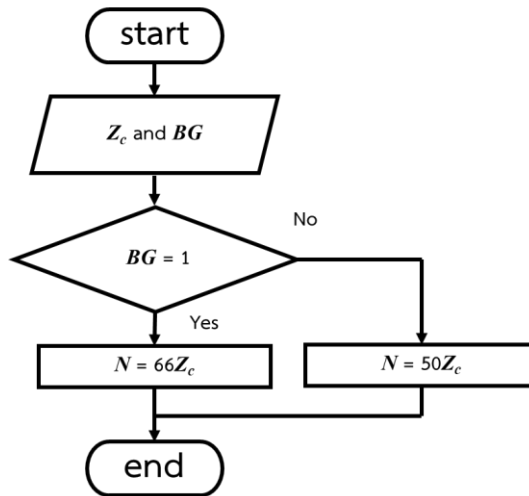 start
Z_c and BG
No
BG = 1
Yes
N = 66Z_c
N = 50Z_c
end